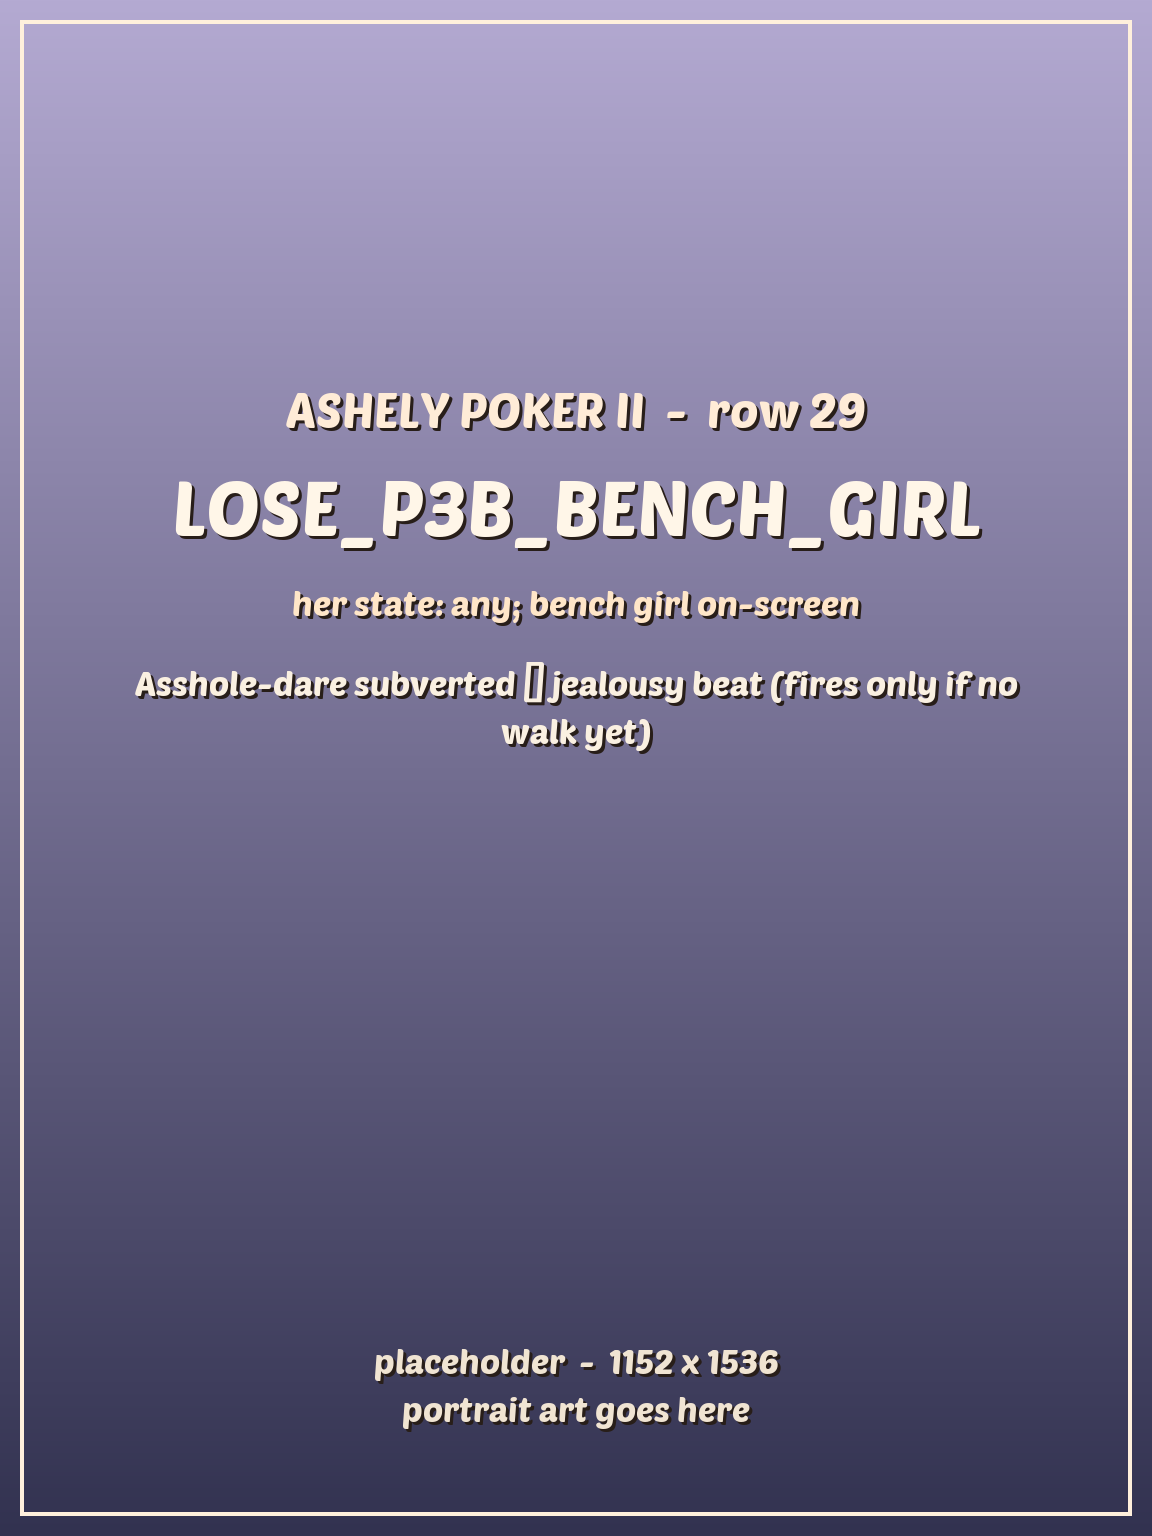 ASHELY POKER II - row 29
LOSE_P3B_BENCH_GIRL
her state: any; bench girl on-screen
Asshole-dare subverted ▯ jealousy beat (fires only if no
walk yet)
placeholder - 1152 x 1536
portrait art goes here